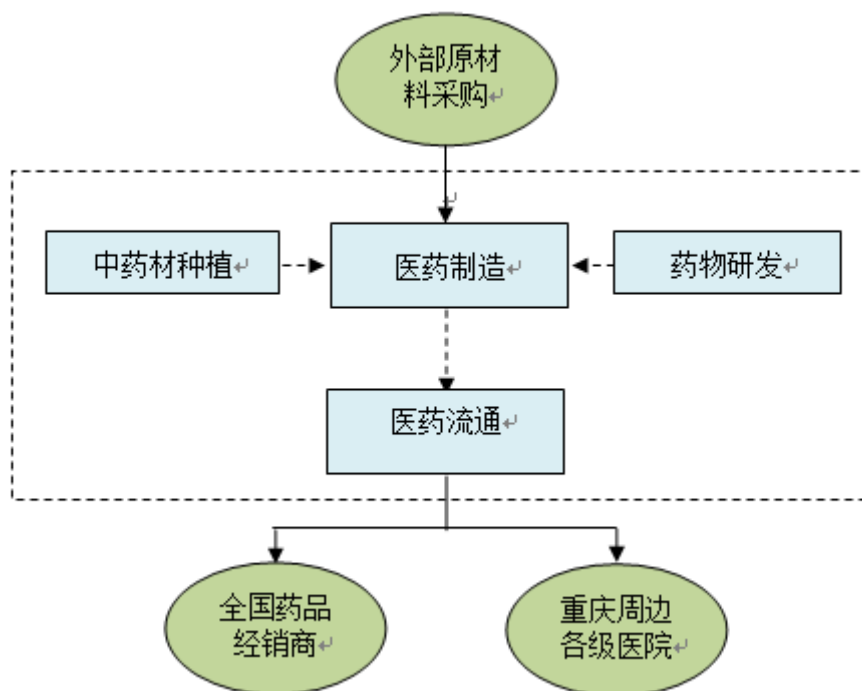 外部原材
料采购
中药材种植
医药制造
药物研发
医药流通
全国药品
经销商
重庆周边
各级医院